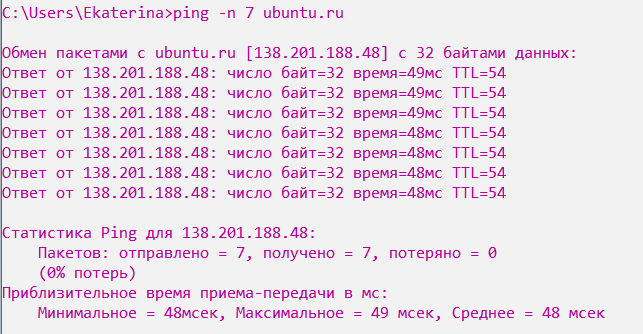 C:\Users\Ekaterina>ping -n 7 ubuntu.ru
Обмен пакетами с ubuntu.ru [138.201.188.48] с 32 байтами данных:
Ответ от 138.201.188.48: число байт=32 время=49мс TTL=54
Ответ от 138.201.188.48: число байт=32 время=49мс TTL=54
Ответ от 138.201.188.48: число байт=32 время=49мс TTL=54
Ответ от 138.201.188.48: число байт=32 время=48мс TTL=54
Ответ от 138.201.188.48: число байт=32 время=48мс TTL=54
Ответ от 138.201.188.48: число байт=32 время=48мс TTL=54
Ответ от 138.201.188.48: число байт=32 время=48мс TTL=54
Статистика Ping для 138.201.188.48:
Пакетов: отправлено = 7, получено = 7, потеряно = 0
(0% потерь)
Приблизительное время приема-передачи в мс:
Минимальное = 48мсек, Максимальное = 49 мсек, Среднее = 48 мсек